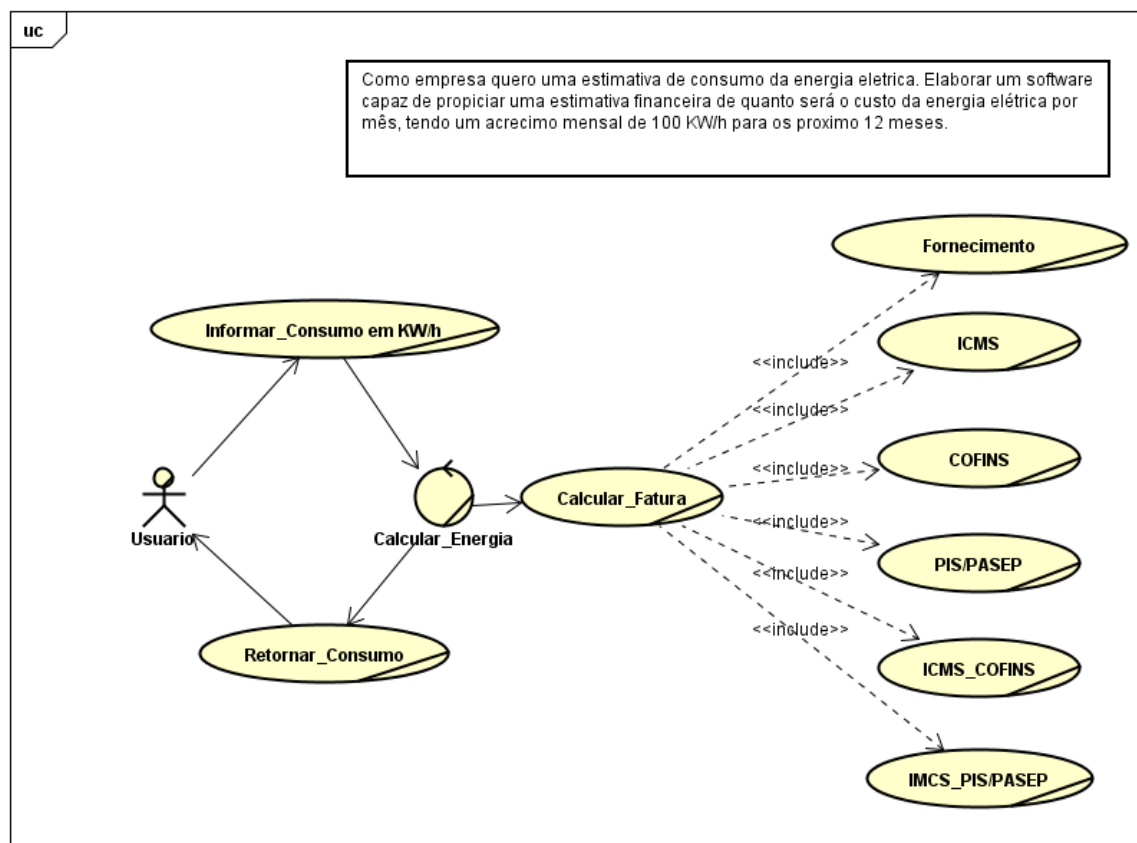 uc
Como empresa quero uma estimativa de consumo da energia eletrica. Elaborar um software
capaz de propiciar uma estimativa financeira de quanto será o custo da energia elétrica por
mês, tendo um acrecimo mensal de 100 KW/h para os proximo 12 meses.
Fornecimento
Informar_Consumo em KW/h
ICMS
<<include>>
<<include>>
COFINS
<<include>>
Calcular_Fatura
<<include>>
Usuario
Calcular_Energia
PIS/PASEP
<<include>>
<<include>>
Retornar_Consumo
ICMS_COFINS
IMCS_PIS/PASEP